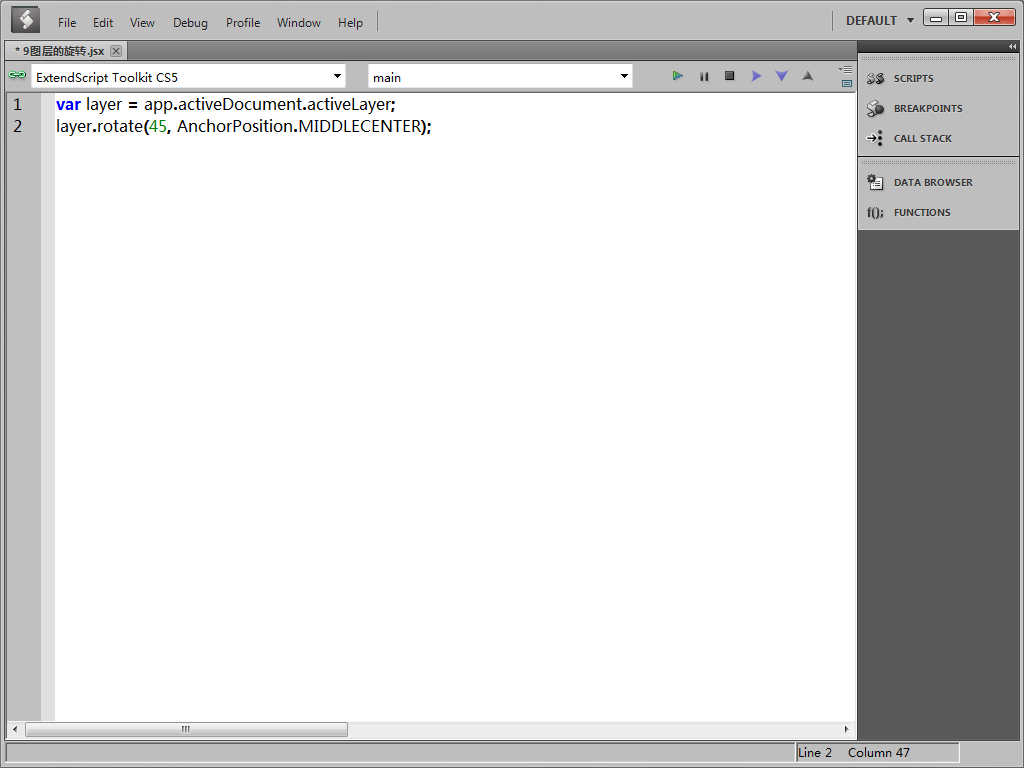 File Edit View Debug Profile Window Help DEFAULT
* 9图层的旋转.jsx
ExtendScript Toolkit CS5 main
1 var layer = app.activeDocument.activeLayer;
2 layer.rotate(45, AnchorPosition.MIDDLECENTER);
SCRIPTS
BREAKPOINTS
CALL STACK
DATA BROWSER
f(); FUNCTIONS
Line 2 Column 47